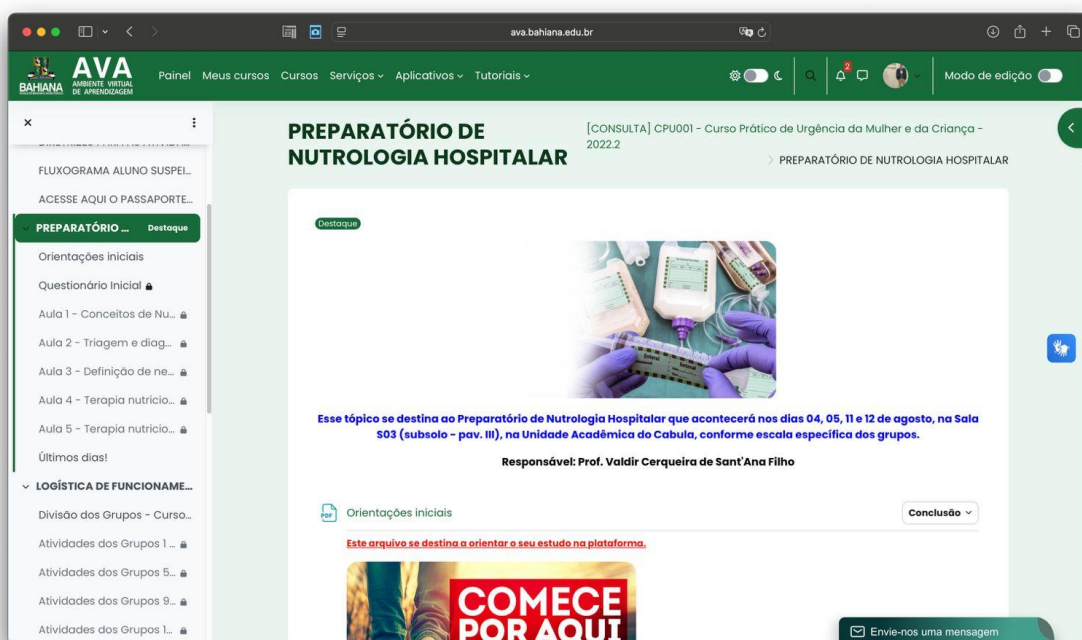 ava.bahiana.edu.br
BAHIANA
AVA
AMBIENTE VIRTUAL
DE APRENDIZAGEM
Painel Meus cursos Cursos Serviços Aplicativos Tutoriais
2
Modo de edição
FLUXOGRAMA ALUNO SUSPEI...
ACESSE AQUI O PASSAPORTE...
PREPARATÓRIO ... Destaque
Orientações iniciais
Questionário Inicial
Aula 1 - Conceitos de Nu...
Aula 2 - Triagem e diag...
Aula 3 - Definição de ne...
Aula 4 - Terapia nutricio...
Aula 5 - Terapia nutricio...
Últimos dias!
LOGÍSTICA DE FUNCIONAME...
Divisão dos Grupos - Curso...
Atividades dos Grupos 1 ...
Atividades dos Grupos 5...
Atividades dos Grupos 9...
Atividades dos Grupos 1...
PREPARATÓRIO DE
NUTROLOGIA HOSPITALAR
[CONSULTA] CPU001 - Curso Prático de Urgência da Mulher e da Criança -
2022.2
PREPARATÓRIO DE NUTROLOGIA HOSPITALAR
Destaque
Enteral
Enteral
Esse tópico se destina ao Preparatório de Nutrologia Hospitalar que acontecerá nos dias 04, 05, 11 e 12 de agosto, na Sala
S03 (subsolo - pav. III), na Unidade Acadêmica do Cabula, conforme escala específica dos grupos.
Responsável: Prof. Valdir Cerqueira de Sant'Ana Filho
PDF
Orientações iniciais
Conclusão
Este arquivo se destina a orientar o seu estudo na plataforma.
COMECE
POR AQUI
Envie-nos uma mensagem